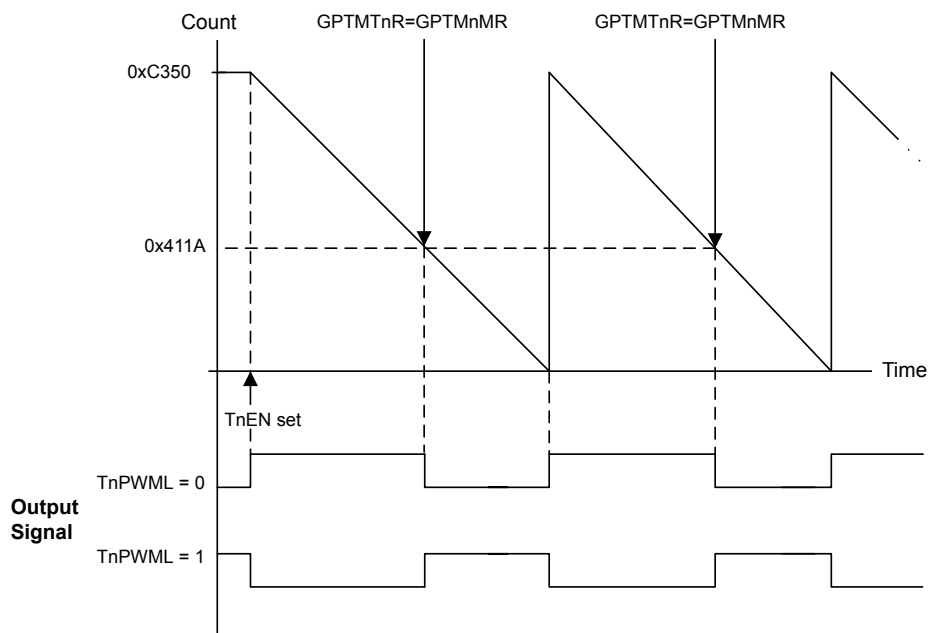 Count
GPTMTnR=GPTMnMR
GPTMTnR=GPTMnMR
0xC350
0x411A
Time
TnEN set
TnPWML = 0
Output
Signal
TnPWML = 1